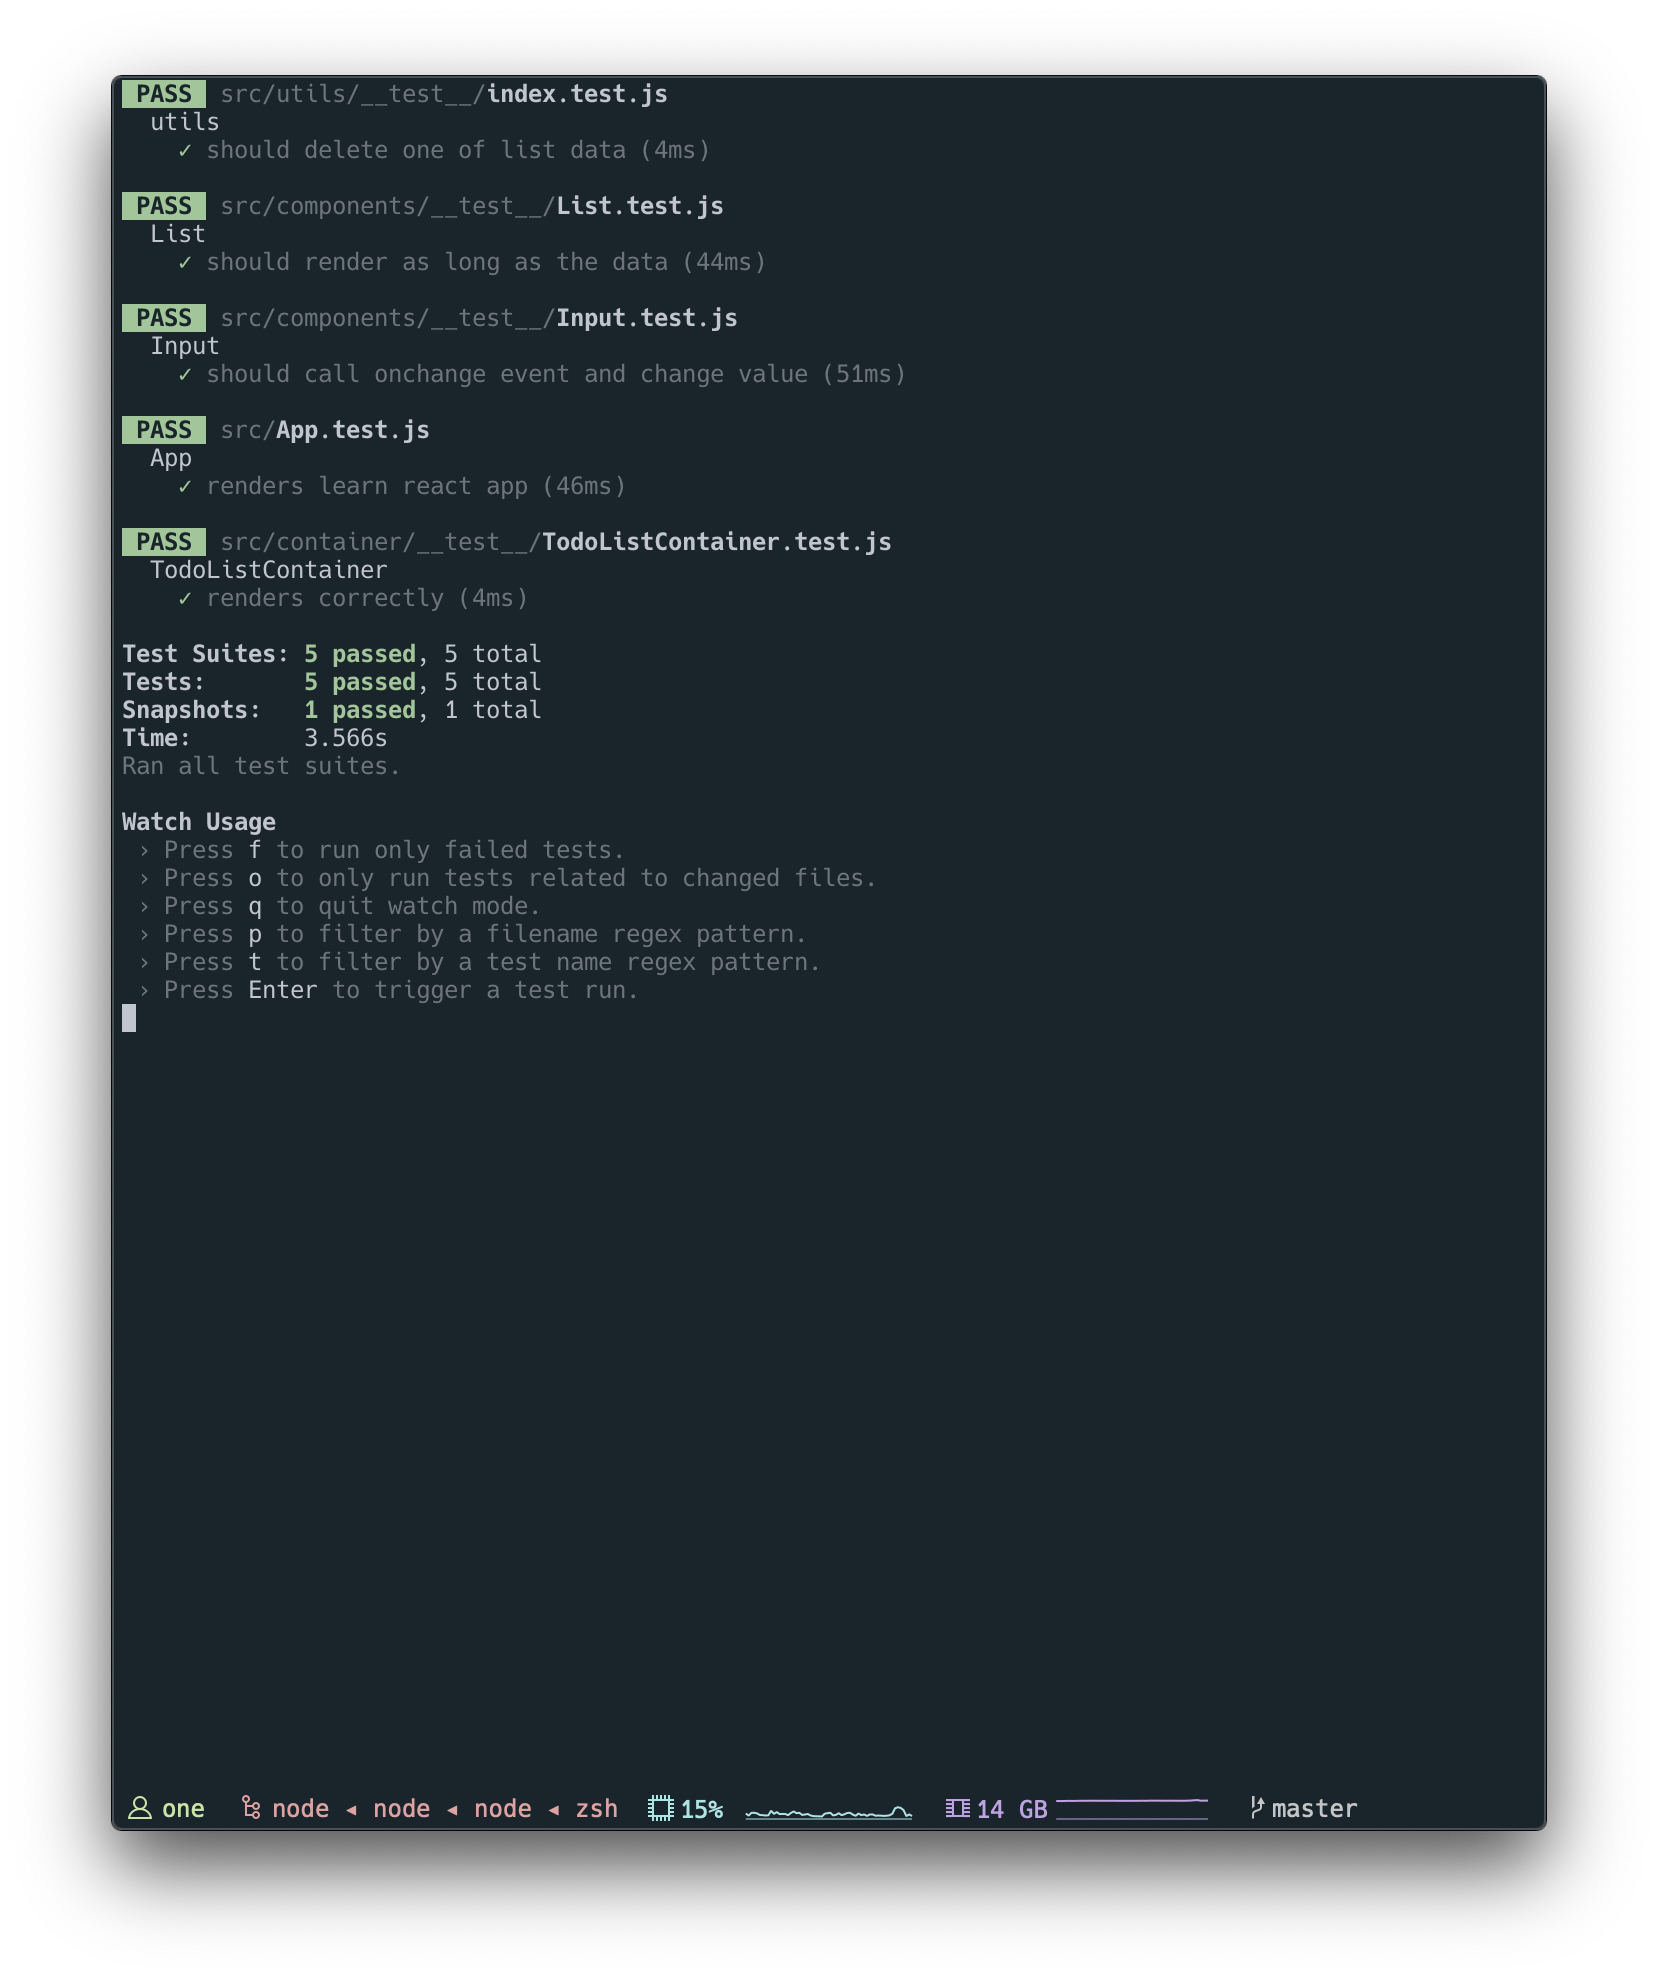 PASS src/utils/__test__/index.test.js
utils
✓ should delete one of list data (4ms)
PASS src/components/__test__/List.test.js
List
✓ should render as long as the data (44ms)
PASS src/components/__test__/Input.test.js
Input
✓ should call onchange event and change value (51ms)
PASS src/App.test.js
App
✓ renders learn react app (46ms)
PASS src/container/__test__/TodoListContainer.test.js
TodoListContainer
✓ renders correctly (4ms)
Test Suites: 5 passed, 5 total
Tests: 5 passed, 5 total
Snapshots: 1 passed, 1 total
Time: 3.566s
Ran all test suites.
Watch Usage
› Press f to run only failed tests.
› Press o to only run tests related to changed files.
› Press q to quit watch mode.
› Press p to filter by a filename regex pattern.
› Press t to filter by a test name regex pattern.
› Press Enter to trigger a test run.
one node ◂ node ◂ node ◂ zsh 15% 14 GB master